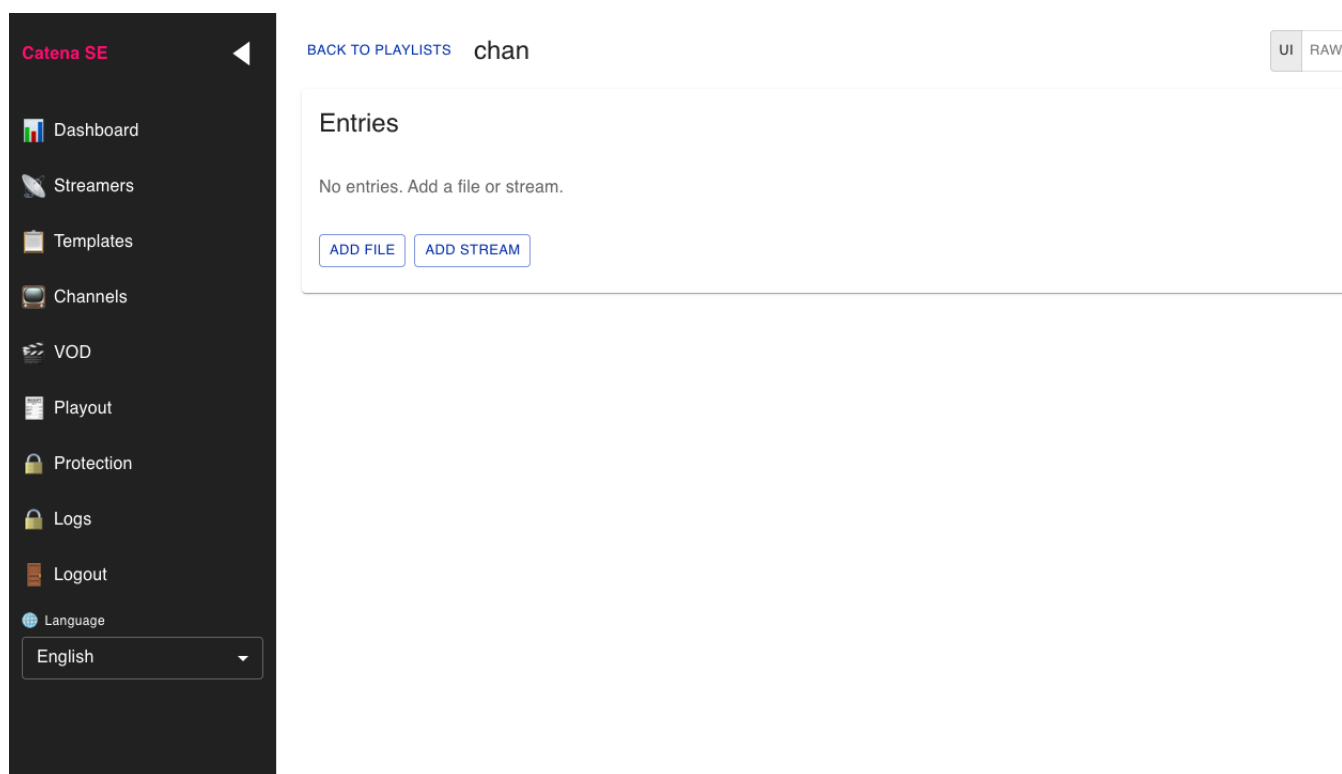 Catena SE
Dashboard
Streamers
Templates
Channels
VOD
Playout
Protection
Logs
Logout
Language
English
BACK TO PLAYLISTS chan
UI RAW
Entries
No entries. Add a file or stream.
ADD FILE ADD STREAM